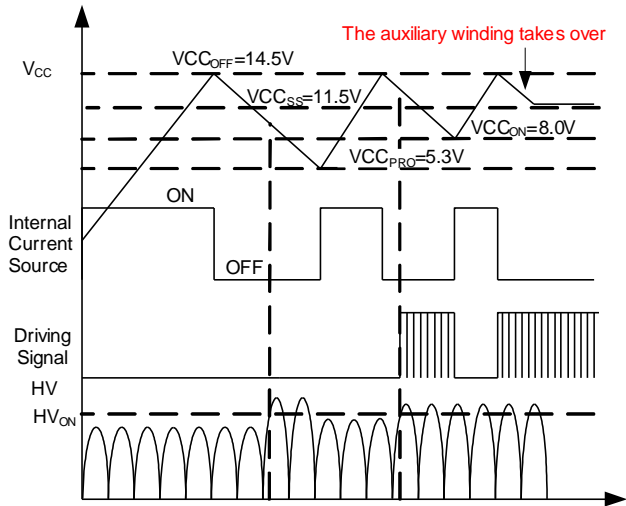 The auxiliary winding takes over
VCC
VCCOFF=14.5V
VCCSS=11.5V
VCCON=8.0V
VCCPRO=5.3V
ON
Internal
Current
Source
OFF
Driving
Signal
HV
HVON